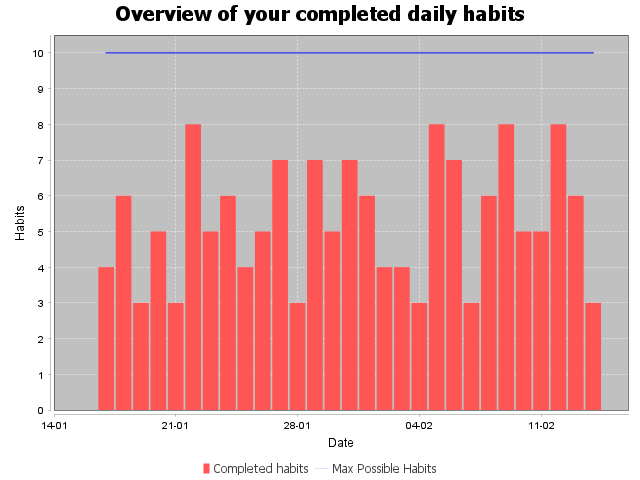 Overview of your completed daily habits
10
9
8
7
6
5
4
3
2
1
0
Habits
14-01 21-01 28-01 04-02 11-02
Date
Completed habits Max Possible Habits